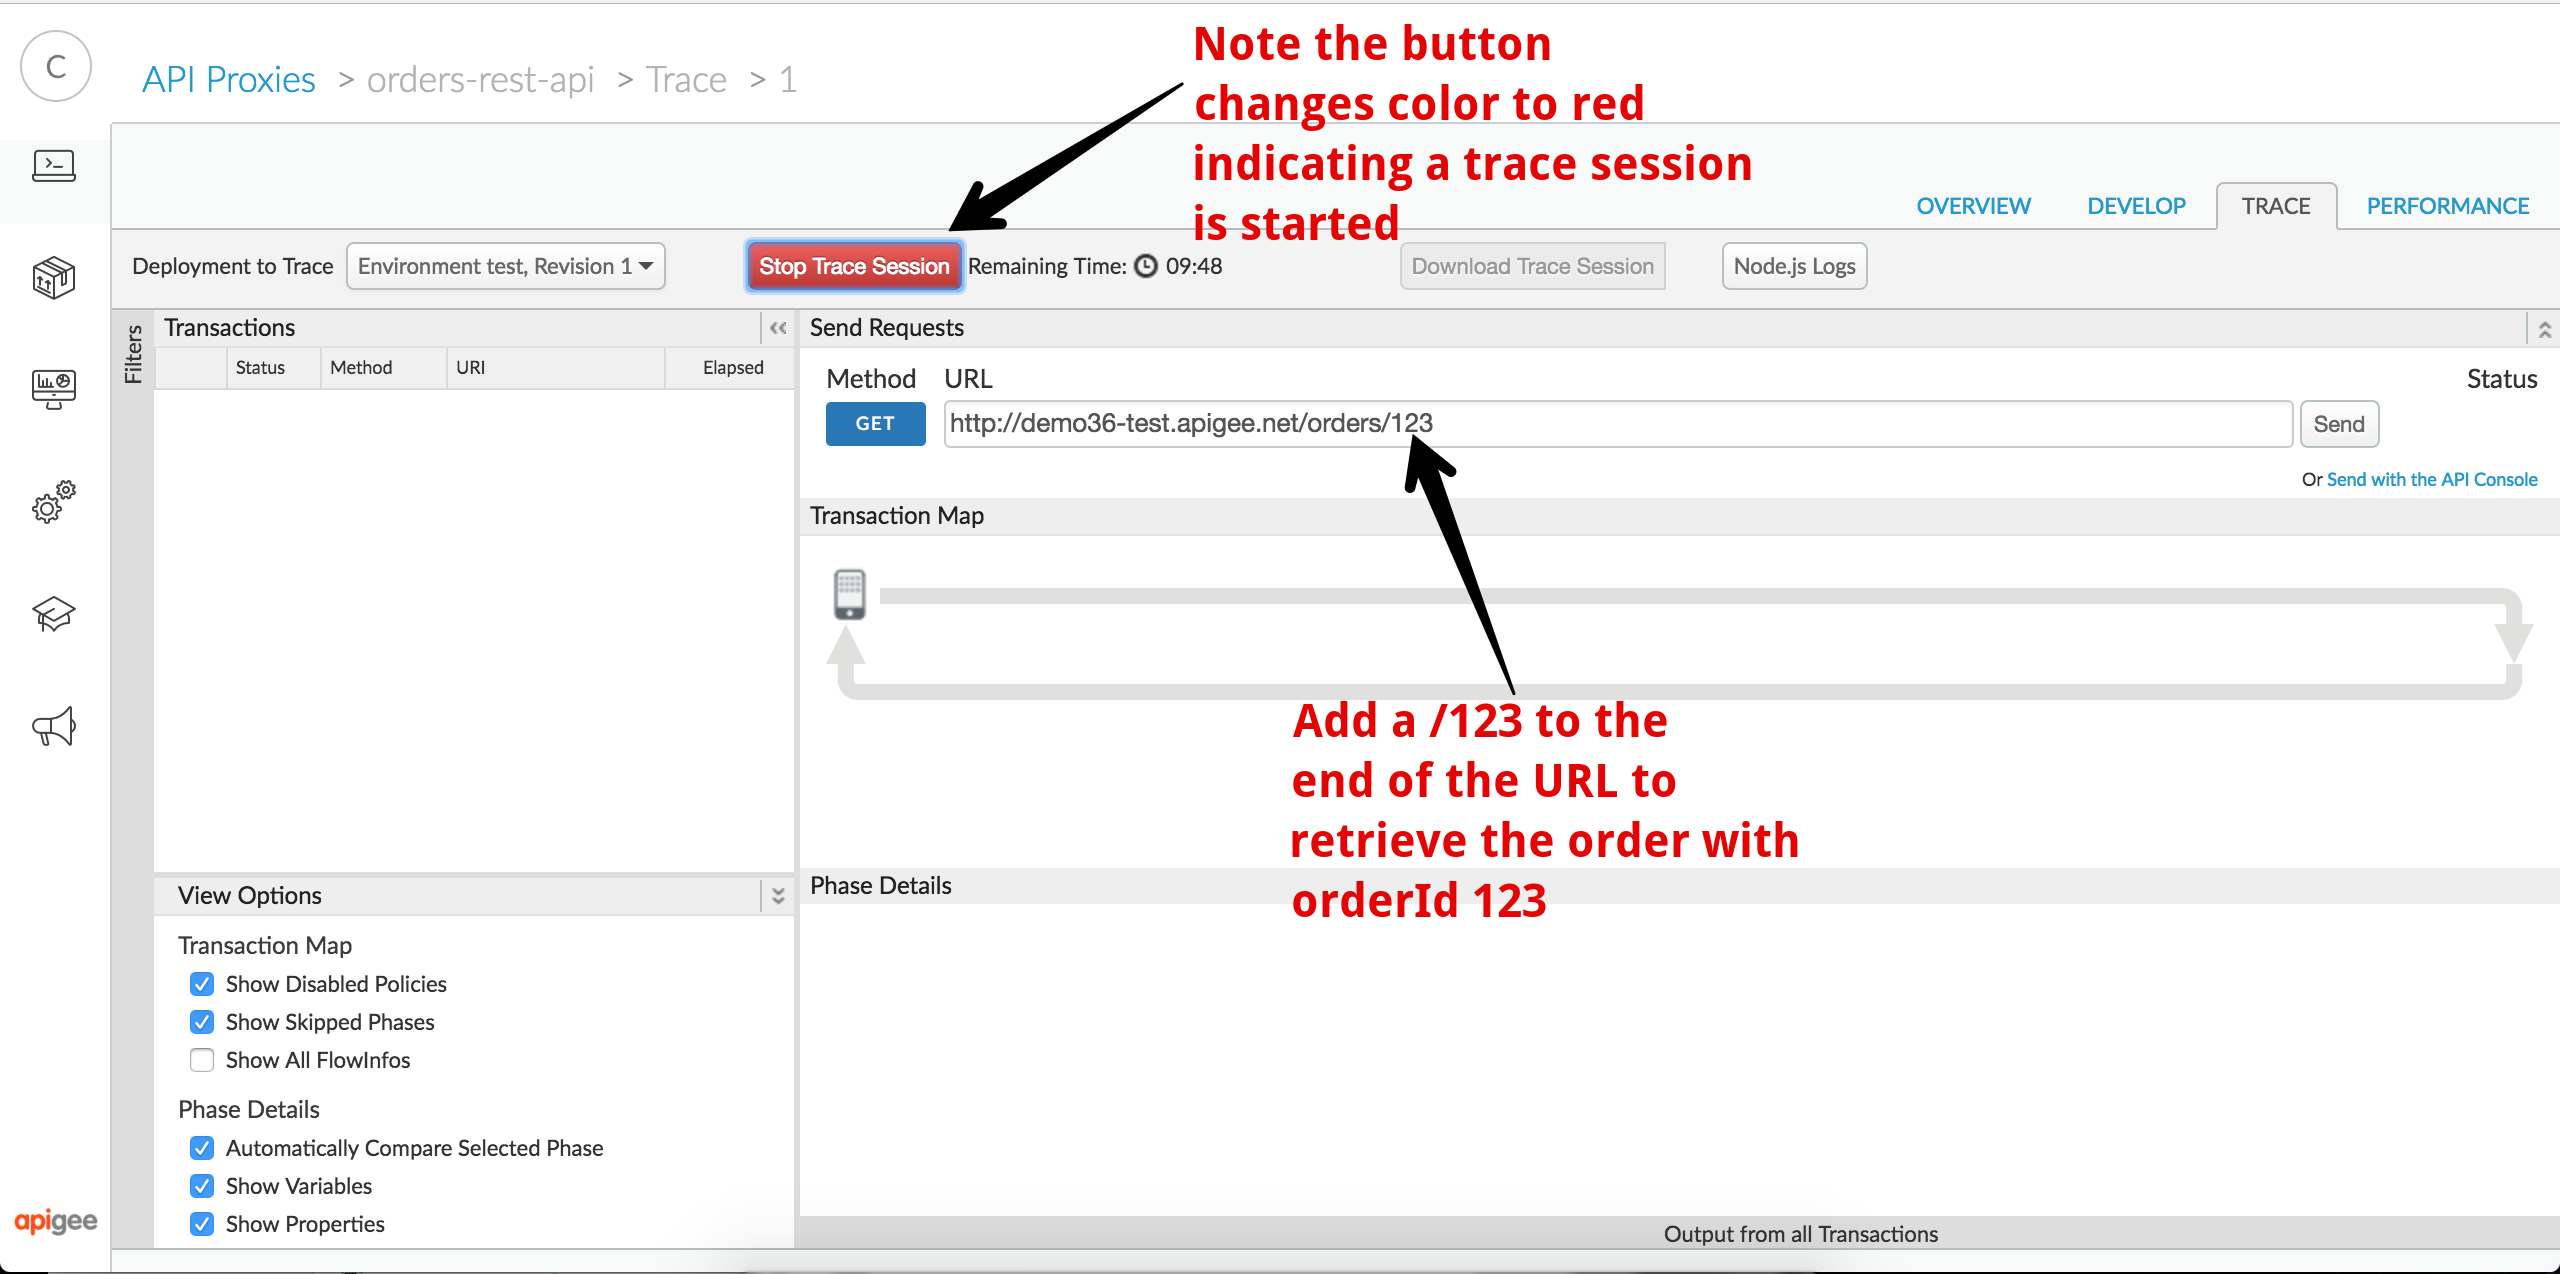 C
API Proxies > orders-rest-api > Trace > 1
Note the button
changes color to red
indicating a trace session
is started
OVERVIEW DEVELOP TRACE PERFORMANCE
Deployment to Trace Environment test, Revision 1 Stop Trace Session Remaining Time: 09:48 Download Trace Session Node.js Logs
Filters
Transactions
Status Method URI Elapsed
Send Requests
Method URL Status
GET http://demo36-test.apigee.net/orders/123 Send
Or Send with the API Console
Transaction Map
Add a /123 to the
end of the URL to
retrieve the order with
orderId 123
Phase Details
View Options
Transaction Map
Show Disabled Policies
Show Skipped Phases
Show All FlowInfos
Phase Details
Automatically Compare Selected Phase
Show Variables
Show Properties
Output from all Transactions
apigee